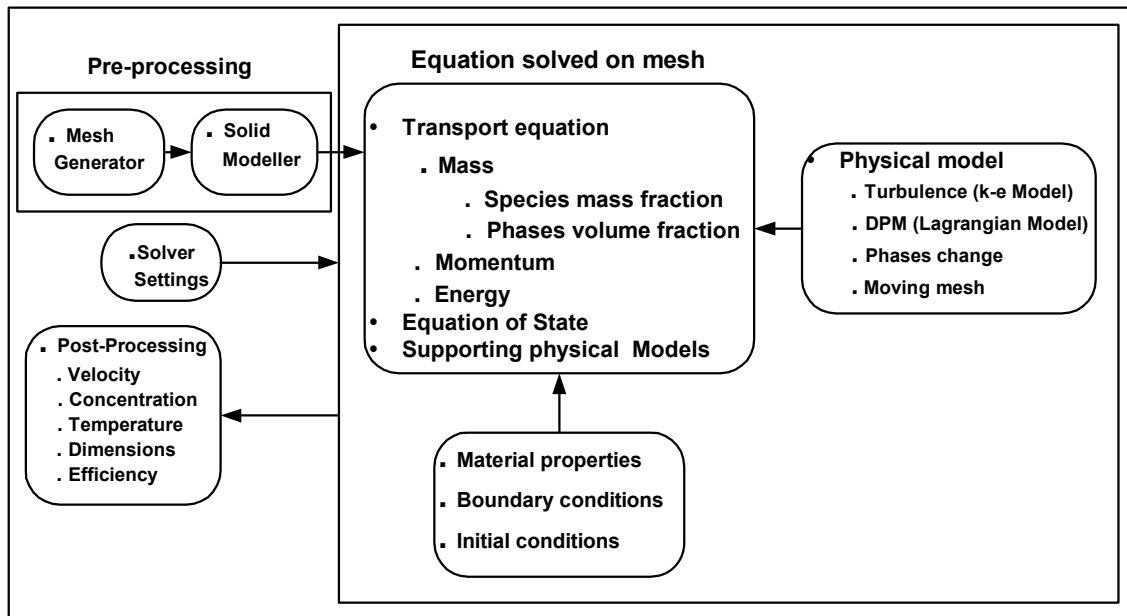 Pre-processing
. Mesh
Generator
. Solid
Modeller
.Solver
Settings
. Post-Processing
. Velocity
. Concentration
. Temperature
. Dimensions
. Efficiency
Equation solved on mesh
• Transport equation
. Mass
. Species mass fraction
. Phases volume fraction
. Momentum
. Energy
• Equation of State
• Supporting physical Models
• Physical model
. Turbulence (k-e Model)
. DPM (Lagrangian Model)
. Phases change
. Moving mesh
. Material properties
. Boundary conditions
. Initial conditions